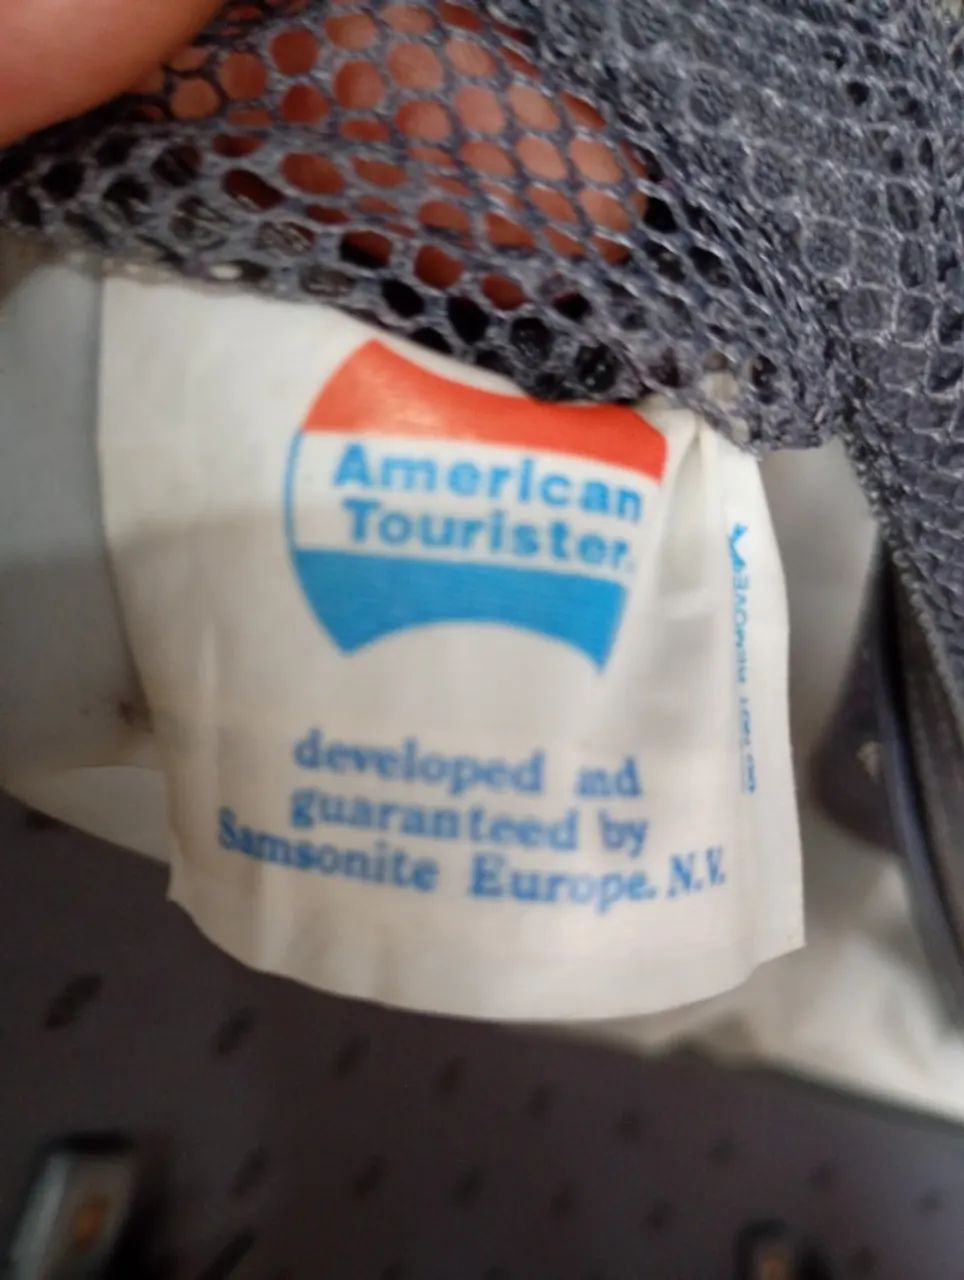 American
Tourister.
developed and
guaranteed by
Samsonite Europe. N.V.